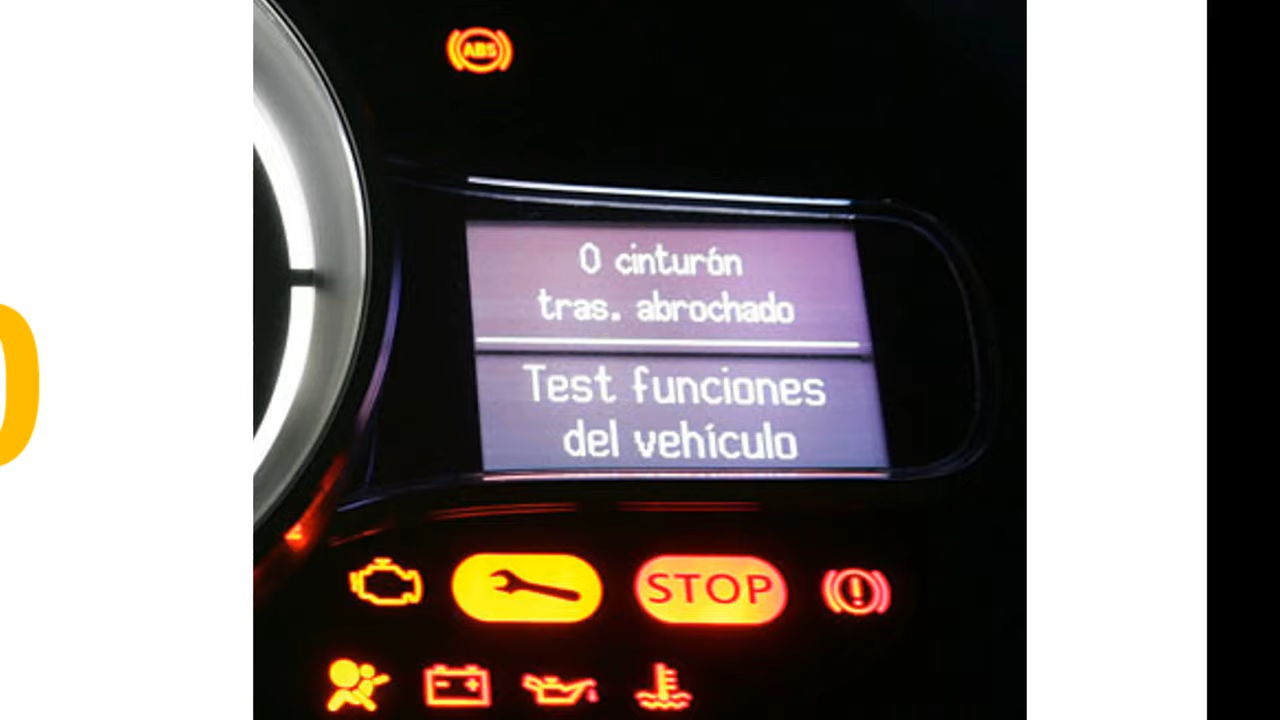 ABS
0 cinturón
tras. abrochado
Test funciones
del vehículo
STOP